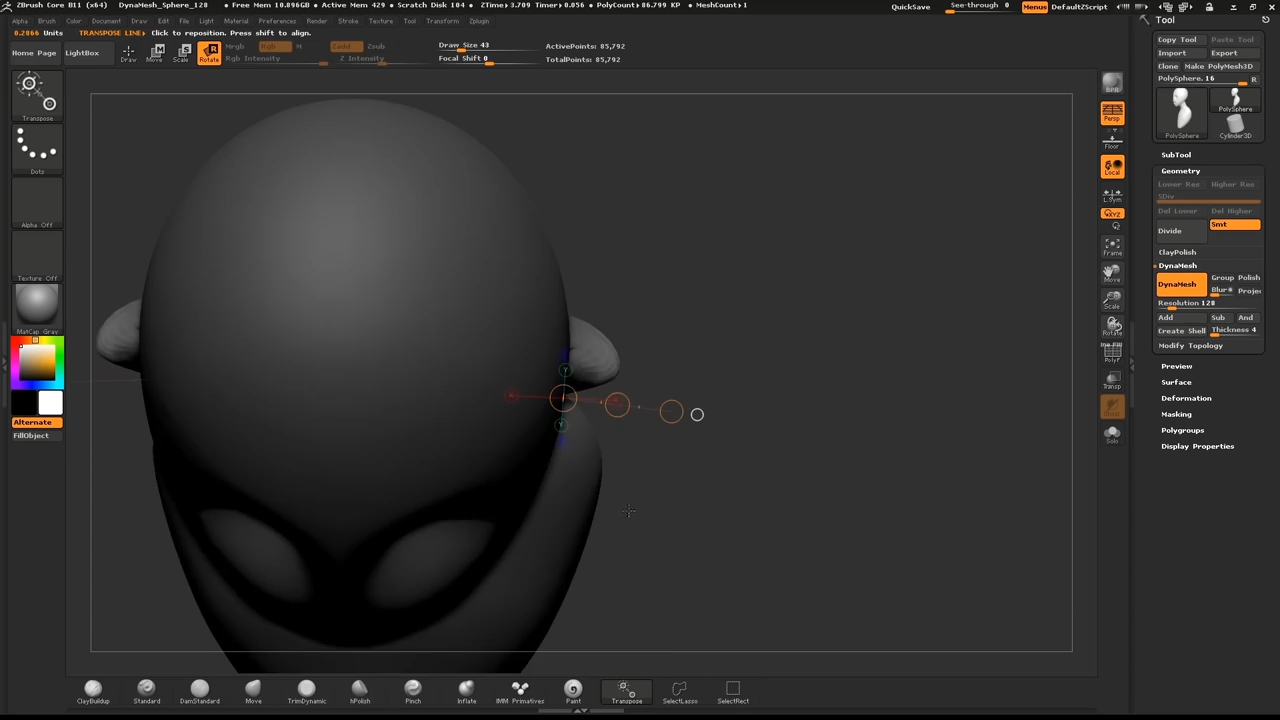 ZBrush Core B11 (x64) DynaMesh_Sphere_128 • Free Mem 10.896GB • Active Mem 429 • Scratch Disk 104 • ZTime▸3.709 Timer▸0.056 • PolyCount▸86.799 KP • MeshCount▸1 QuickSave See-through 0 Menus DefaultZScript
Alpha Brush Color Document Draw Edit File Light Material Preferences Render Stroke Texture Tool Transform Zplugin
Tool
0.2866 Units TRANSPOSE LINE▸ Click to reposition. Press shift to align.
Home Page LightBox Draw Move Scale Rotate
Mrgb Rgb M Zadd Zsub
Rgb Intensity Z Intensity
Draw Size 43
Focal Shift 0
ActivePoints: 85,792
TotalPoints: 85,792
Transpose
Dots
Alpha Off
Texture Off
MatCap Gray
Alternate
FillObject
BPR
Persp
Floor
Local
L.Sym
XYZ
Frame
Move
Scale
Rotate
Line Fill
PolyF
Transp
Ghost
Solo
Copy Tool Paste Tool
Import Export
Clone Make PolyMesh3D
PolySphere. 16 R
PolySphere
PolySphere Cylinder3D
SubTool
Geometry
Lower Res Higher Res
SDiv
Del Lower Del Higher
Divide Smt
ClayPolish
DynaMesh
DynaMesh Group Polish
Blur Projec
Resolution 128
Add Sub And
Create Shell Thickness 4
Modify Topology
Preview
Surface
Deformation
Masking
Polygroups
Display Properties
Y
Y
ClayBuildup Standard DamStandard Move TrimDynamic hPolish Pinch Inflate IMM Primitives Paint Transpose SelectLasso SelectRect